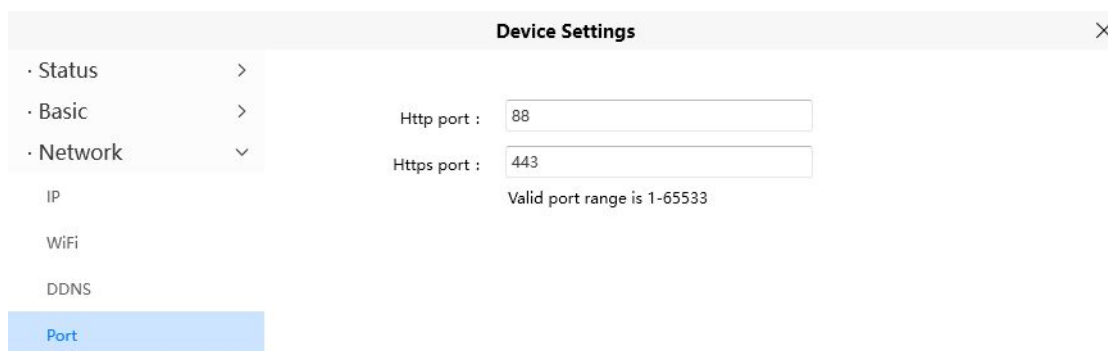 Device Settings
· Status
· Basic
· Network
IP
WiFi
DDNS
Port
Http port : 88
Https port : 443
Valid port range is 1-65533